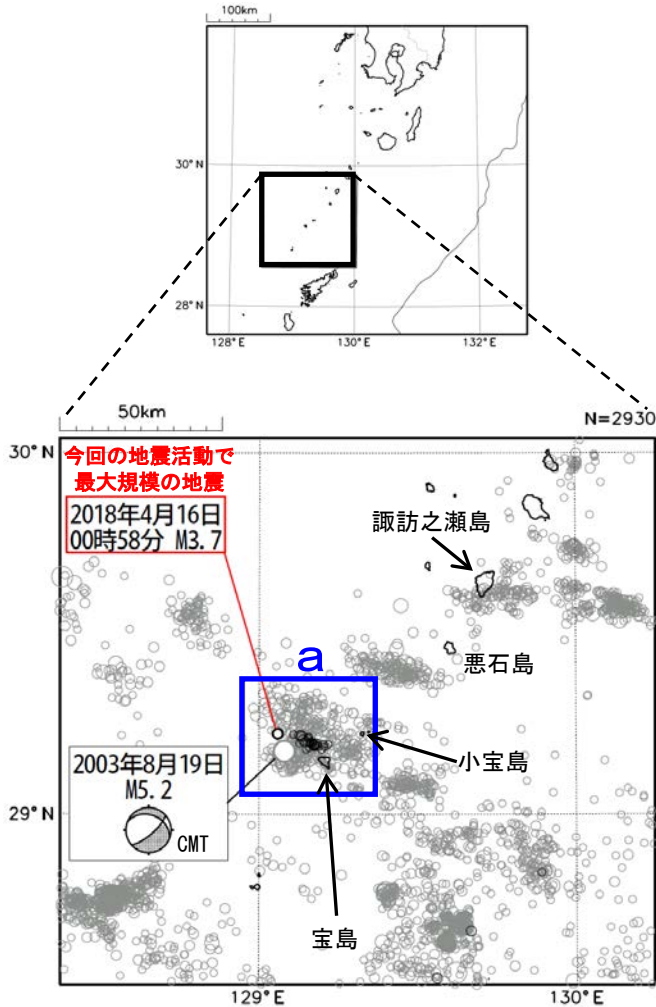 100km
30°N
28°N
128°E
130°E
132°E
50km
N=2930
30°N
今回の地震活動で
最大規模の地震
2018年4月16日
00時58分 M3.7
諏訪之瀬島
悪石島
a
小宝島
2003年8月19日
M5.2
CMT
29°N
宝島
129°E
130°E